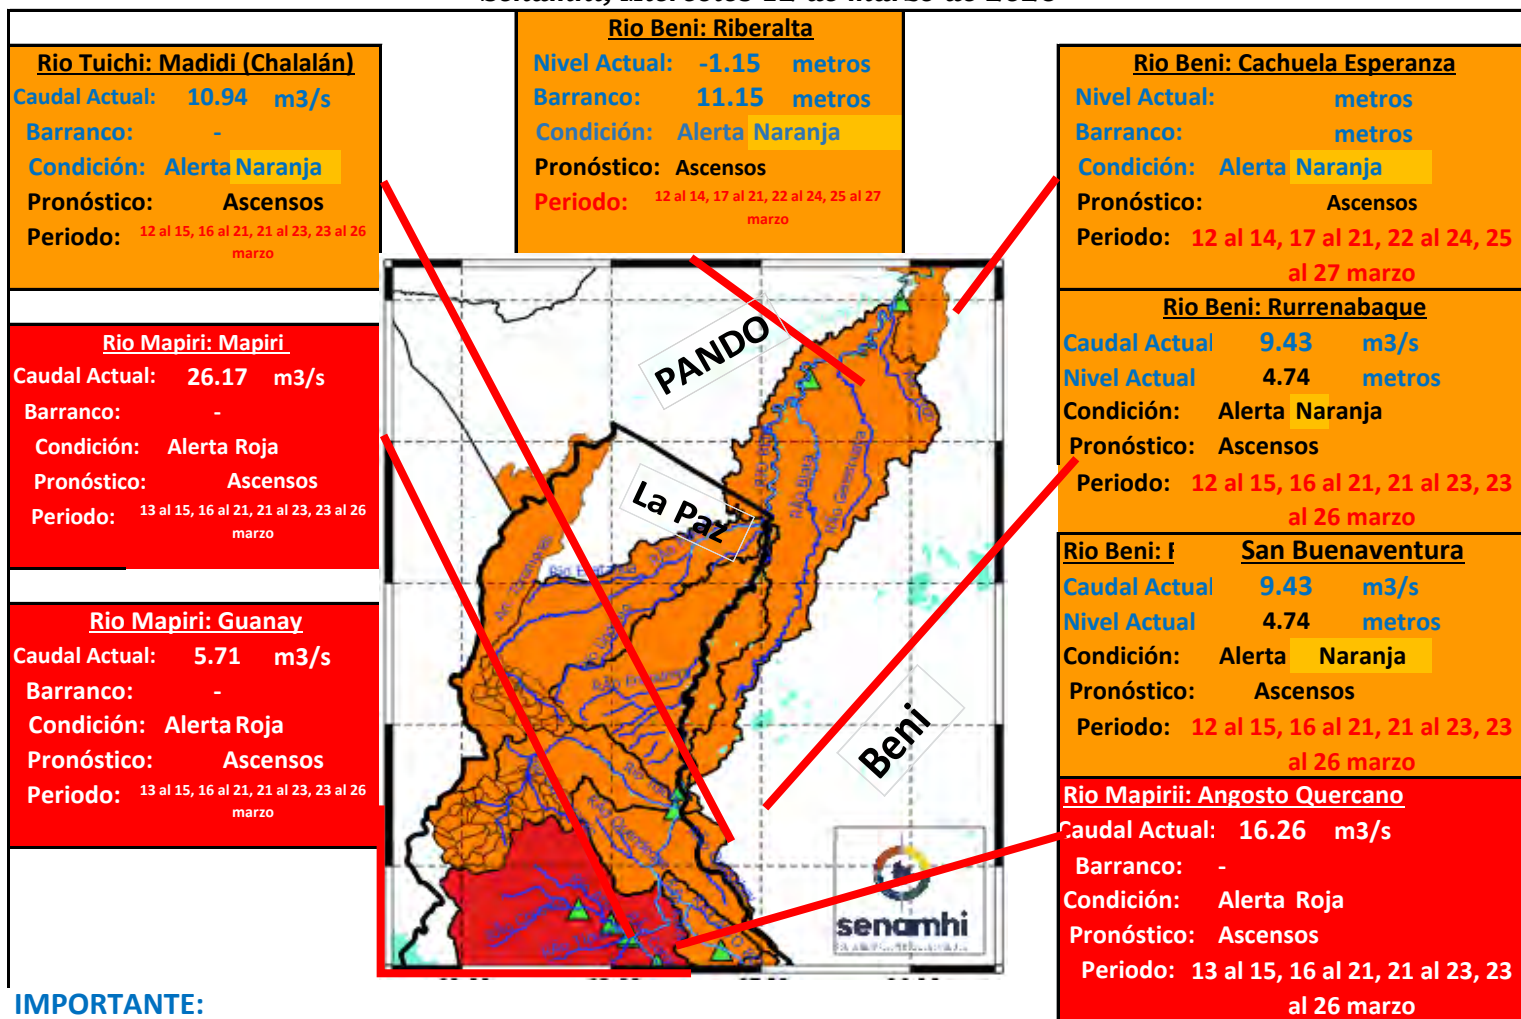 Rio Tuichi: Madidi (Chalalán)
Caudal Actual: 10.94 m3/s
Barranco: -
Condición: Alerta Naranja
Pronóstico: Ascensos
Periodo: 12 al 15, 16 al 21, 21 al 23, 23 al 26
marzo
Rio Mapiri: Mapiri
Caudal Actual: 26.17 m3/s
Barranco: -
Condición: Alerta Roja
Pronóstico: Ascensos
Periodo: 13 al 15, 16 al 21, 21 al 23, 23 al 26
marzo
Rio Mapiri: Guanay
Caudal Actual: 5.71 m3/s
Barranco: -
Condición: Alerta Roja
Pronóstico: Ascensos
Periodo: 13 al 15, 16 al 21, 21 al 23, 23 al 26
marzo
Rio Beni: Riberalta
Nivel Actual: -1.15 metros
Barranco: 11.15 metros
Condición: Alerta Naranja
Pronóstico: Ascensos
Periodo: 12 al 14, 17 al 21, 22 al 24, 25 al 27
marzo
PANDO
La Paz
Beni
senamhi
Rio Beni: Cachuela Esperanza
Nivel Actual: metros
Barranco: metros
Condición: Alerta Naranja
Pronóstico: Ascensos
Periodo: 12 al 14, 17 al 21, 22 al 24, 25
al 27 marzo
Rio Beni: Rurrenabaque
Caudal Actual 9.43 m3/s
Nivel Actual 4.74 metros
Condición: Alerta Naranja
Pronóstico: Ascensos
Periodo: 12 al 15, 16 al 21, 21 al 23, 23
al 26 marzo
Rio Beni: San Buenaventura
Caudal Actual 9.43 m3/s
Nivel Actual 4.74 metros
Condición: Alerta Naranja
Pronóstico: Ascensos
Periodo: 12 al 15, 16 al 21, 21 al 23, 23
al 26 marzo
Rio Mapirii: Angosto Quercano
Caudal Actual: 16.26 m3/s
Barranco: -
Condición: Alerta Roja
Pronóstico: Ascensos
Periodo: 13 al 15, 16 al 21, 21 al 23, 23
al 26 marzo
IMPORTANTE: